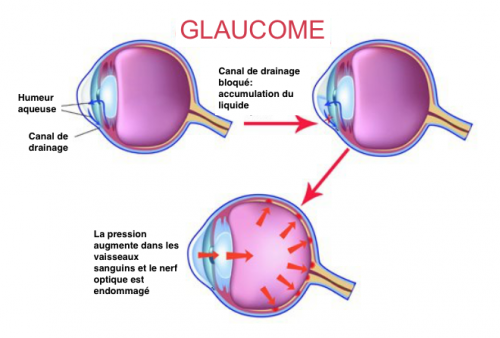 GLAUCOME
Canal de drainage
bloqué:
accumulation du
liquide
Humeur
aqueuse
Canal de
drainage
La pression
augmente dans les
vaisseaux
sanguins et le nerf
optique est
endommagé